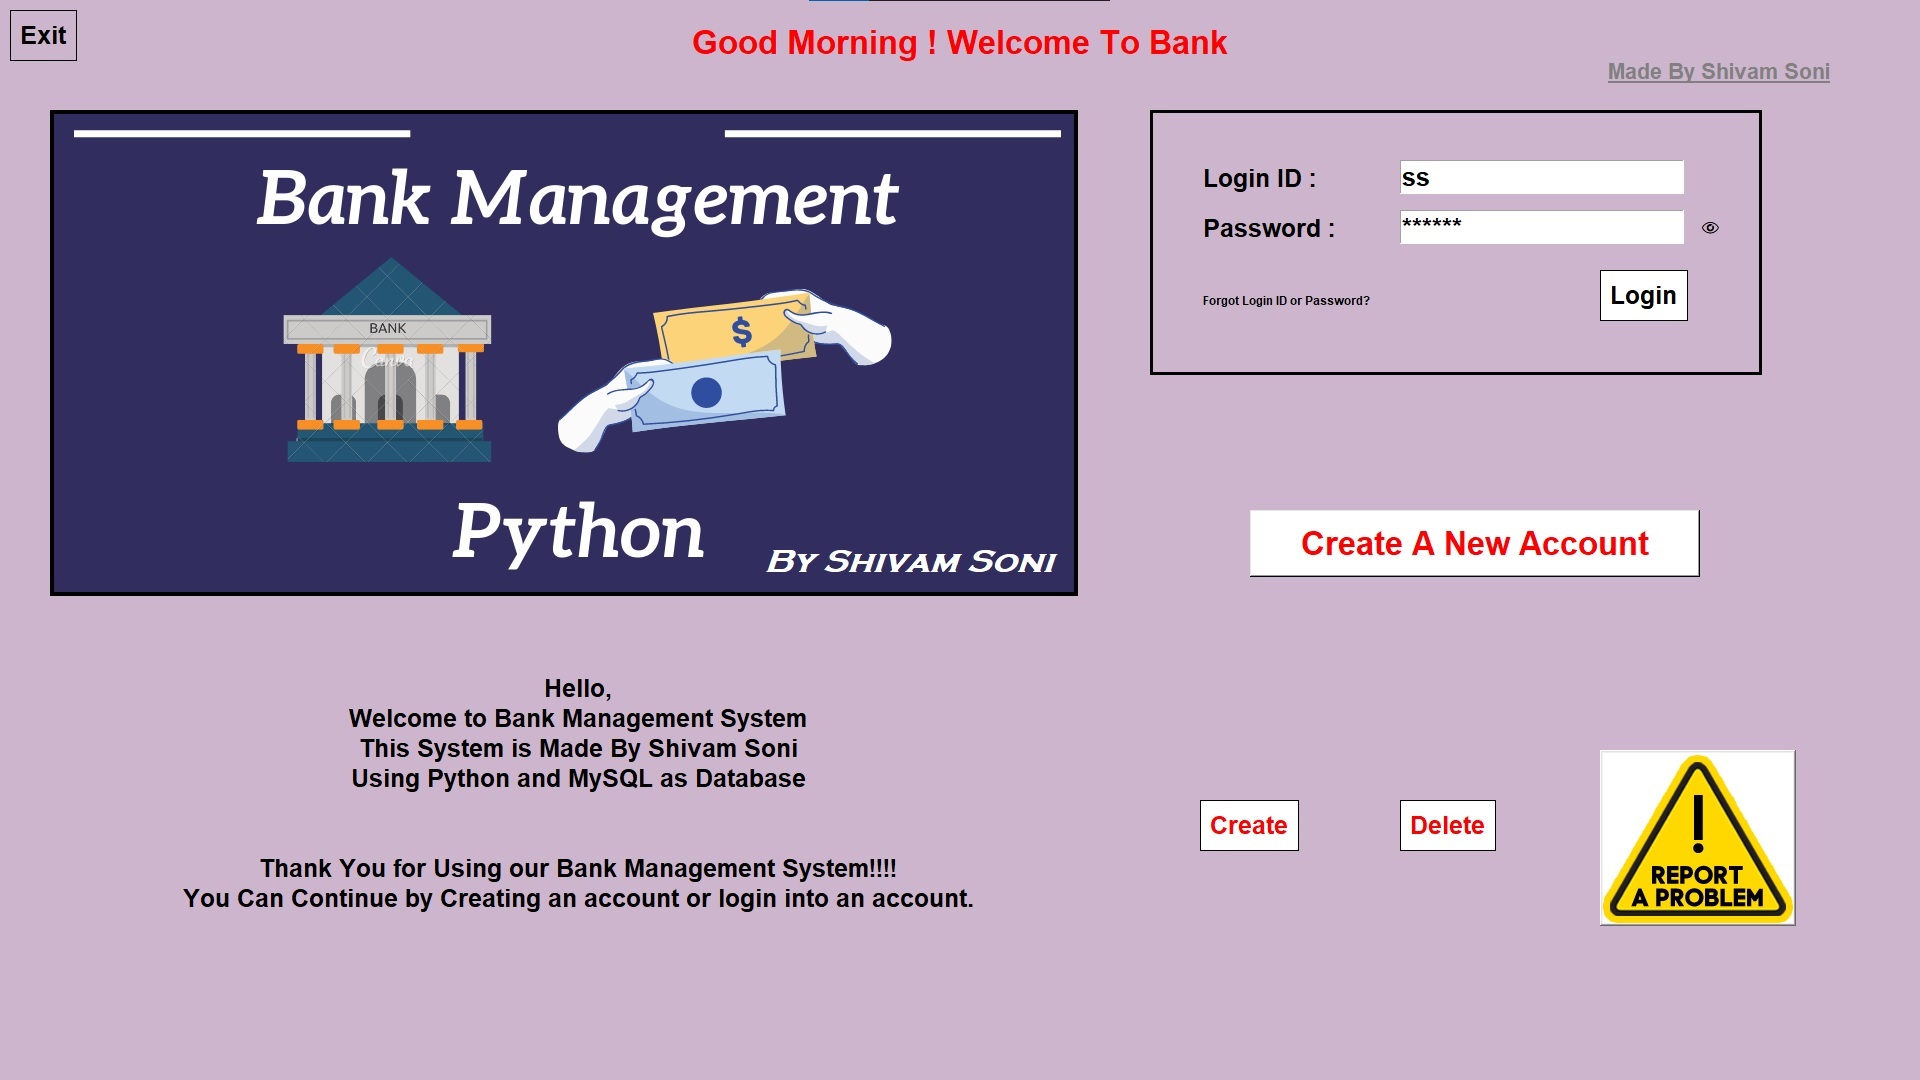 Exit
Good Morning ! Welcome To Bank
Made By Shivam Soni
Bank Management
BANK
Canva
$
Python
By Shivam Soni
Login ID :
ss
Password :
******
Forgot Login ID or Password?
Login
Create A New Account
Hello,
Welcome to Bank Management System
This System is Made By Shivam Soni
Using Python and MySQL as Database
Thank You for Using our Bank Management System!!!!
You Can Continue by Creating an account or login into an account.
Create
Delete
!
REPORT
A PROBLEM